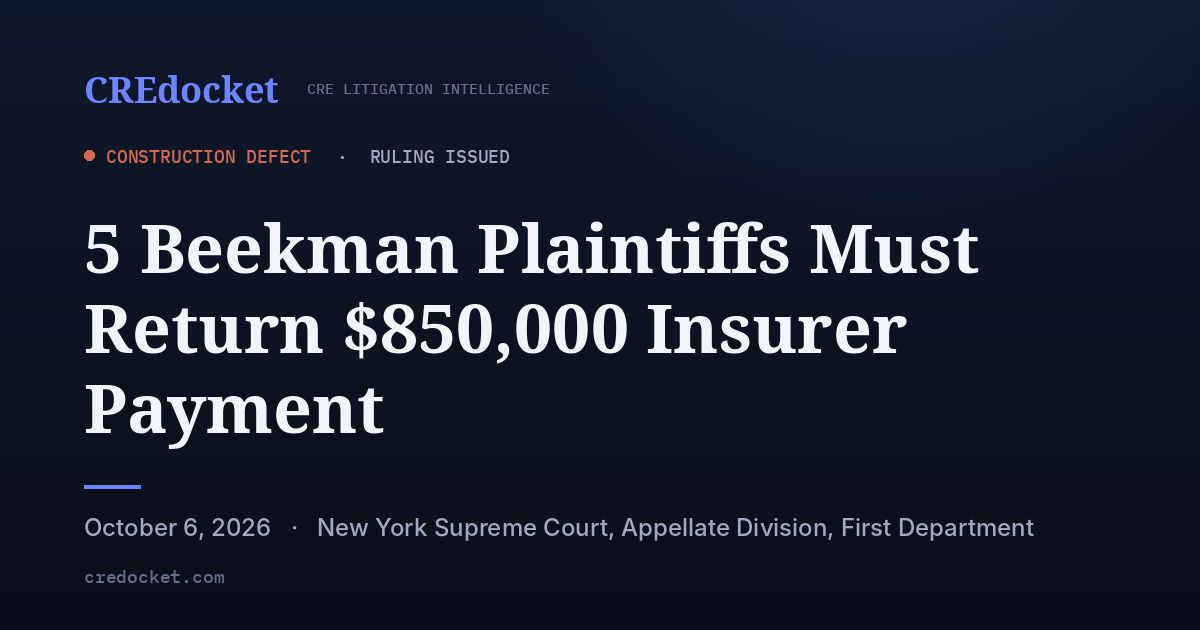 CREdocket CRE LITIGATION INTELLIGENCE
CONSTRUCTION DEFECT · RULING ISSUED
5 Beekman Plaintiffs Must
Return $850,000 Insurer
Payment
October 6, 2026 · New York Supreme Court, Appellate Division, First Department
credocket.com